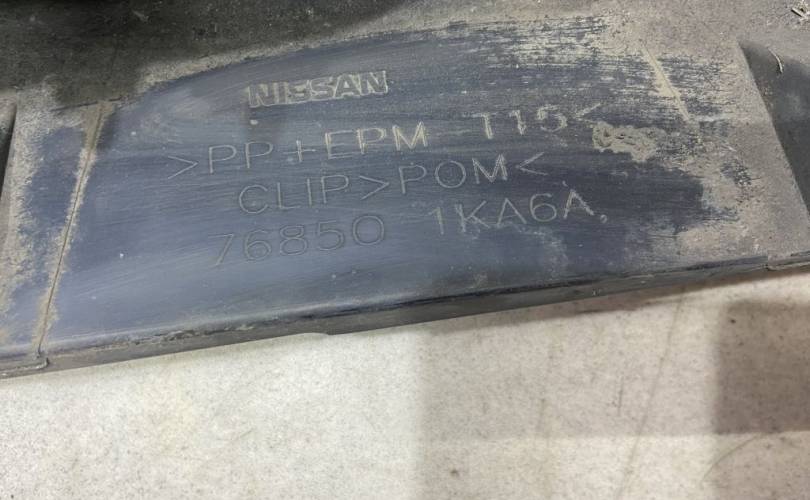 NISSAN
>PP+EPM-T15<
CLIP>POM<
76850 1KA6A